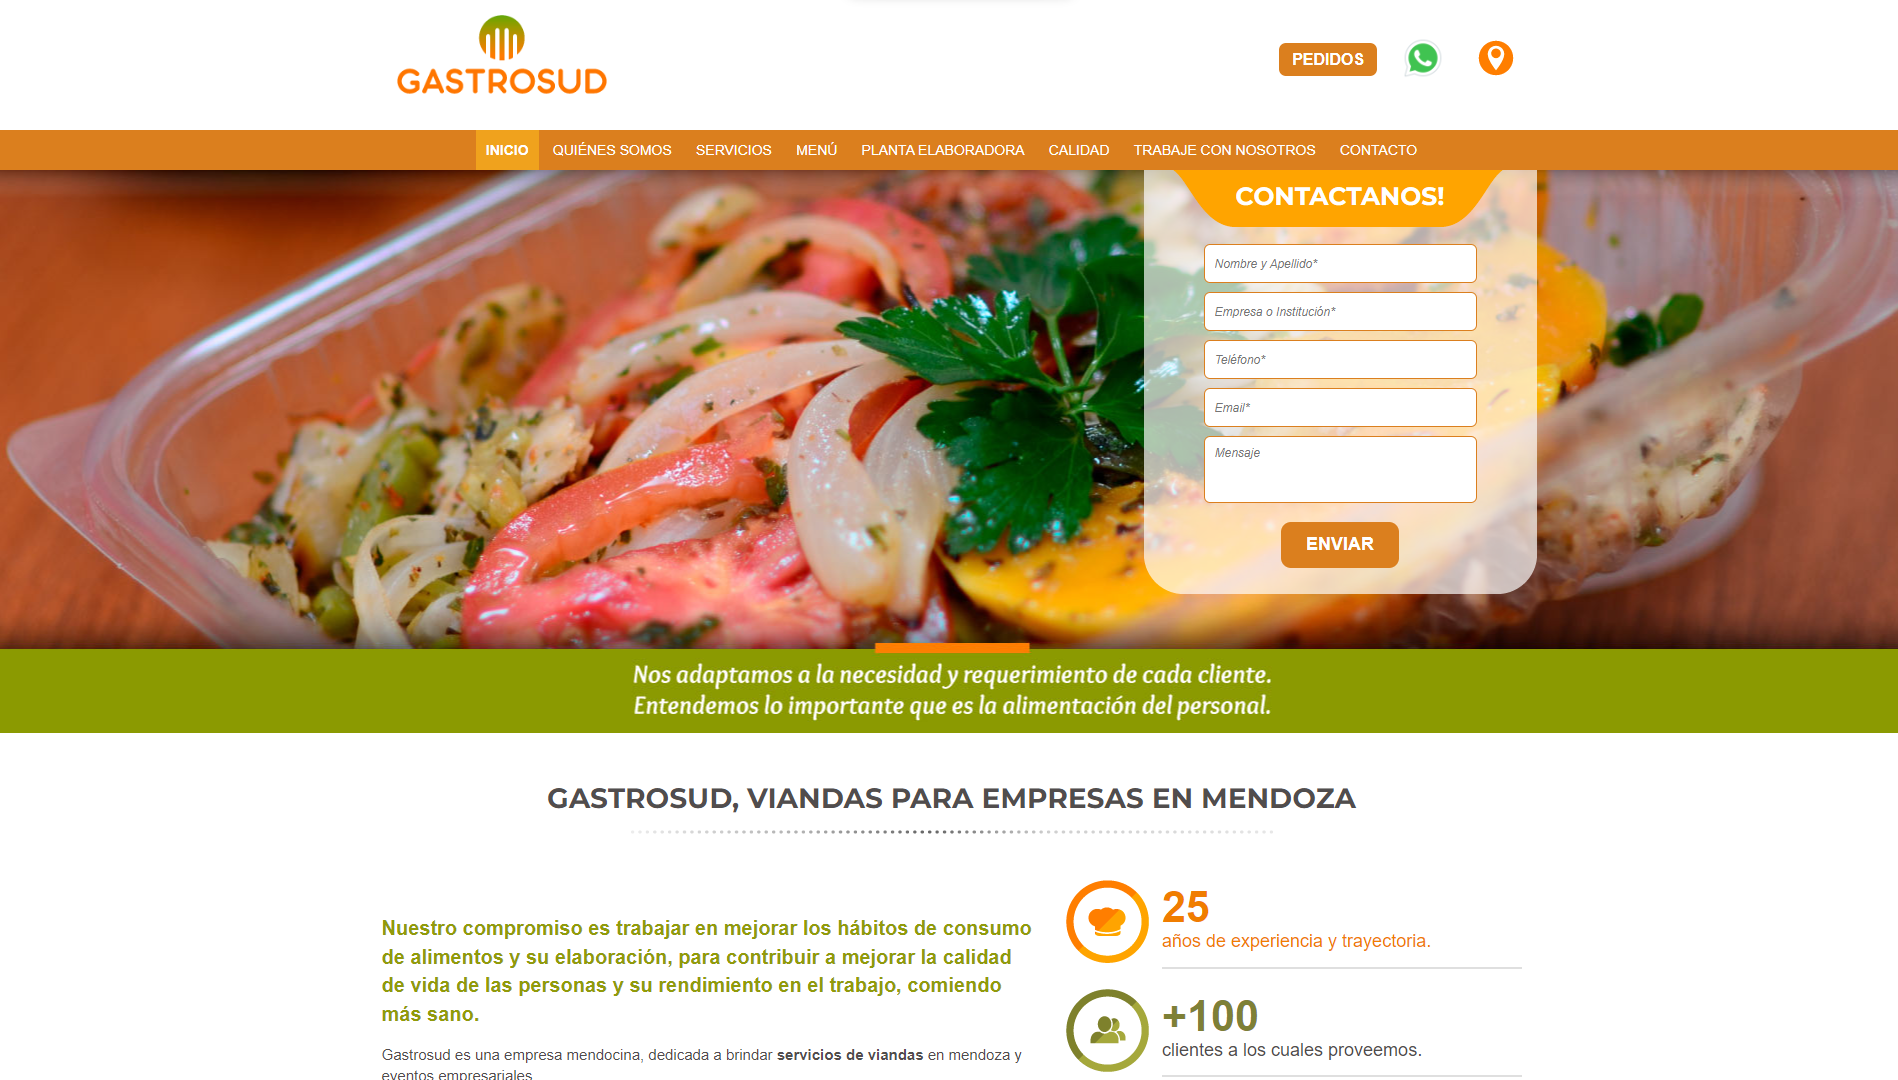 GASTROSUD
PEDIDOS
INICIO QUIÉNES SOMOS SERVICIOS MENÚ PLANTA ELABORADORA CALIDAD TRABAJE CON NOSOTROS CONTACTO
CONTACTANOS!
Nombre y Apellido*
Empresa o Institución*
Teléfono*
Email*
Mensaje
ENVIAR
Nos adaptamos a la necesidad y requerimiento de cada cliente.
Entendemos lo importante que es la alimentación del personal.
GASTROSUD, VIANDAS PARA EMPRESAS EN MENDOZA
Nuestro compromiso es trabajar en mejorar los hábitos de consumo
de alimentos y su elaboración, para contribuir a mejorar la calidad
de vida de las personas y su rendimiento en el trabajo, comiendo
más sano.
Gastrosud es una empresa mendocina, dedicada a brindar servicios de viandas en mendoza y
eventos empresariales
25
años de experiencia y trayectoria.
+100
clientes a los cuales proveemos.